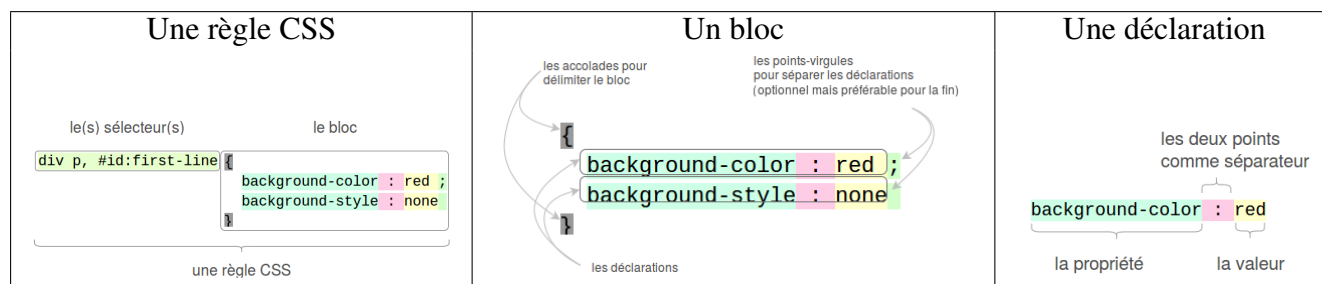 Une règle CSS
le(s) sélecteur(s)
le bloc
div p, #id:first-line{
background-color : red ;
background-style : none
}
une règle CSS
Un bloc
les accolades pour
délimiter le bloc
les points-virgules
pour séparer les déclarations
(optionnel mais préférable pour la fin)
{
background-color : red ;
background-style : none
}
les déclarations
Une déclaration
les deux points
comme séparateur
background-color : red
la propriété
la valeur